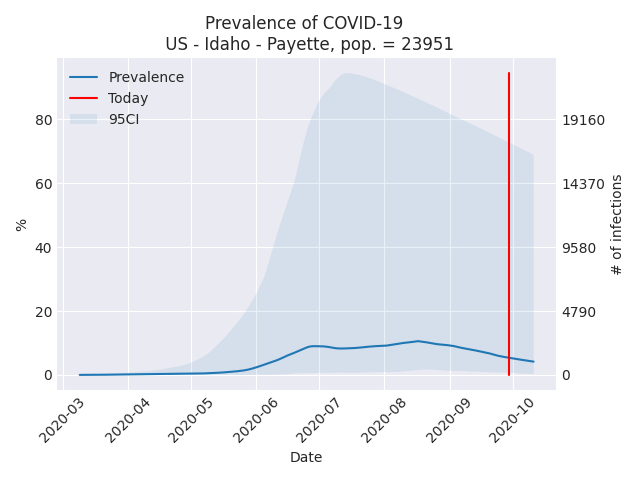 Prevalence of COVID-19
US - Idaho - Payette, pop. = 23951
Prevalence
Today
95CI
80
60
40
20
0
%
19160
14370
9580
4790
0
# of infections
2020-03
2020-04
2020-05
2020-06
2020-07
2020-08
2020-09
2020-10
Date